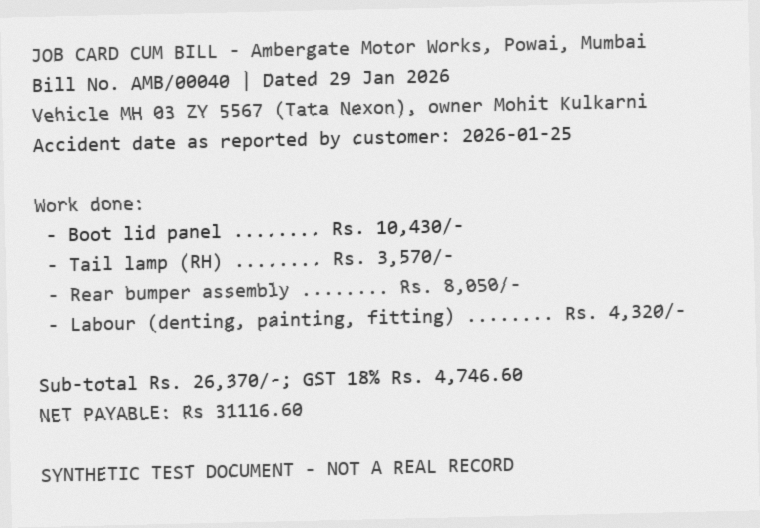 JOB CARD CUM BILL - Ambergate Motor Works, Powai, Mumbai
Bill No. AMB/00040 | Dated 29 Jan 2026
Vehicle MH 03 ZY 5567 (Tata Nexon), owner Mohit Kulkarni
Accident date as reported by customer: 2026-01-25
Work done:
- Boot lid panel ........ Rs. 10,430/-
- Tail lamp (RH) ........ Rs. 3,570/-
- Rear bumper assembly ........ Rs. 8,050/-
- Labour (denting, painting, fitting) ........ Rs. 4,320/-
Sub-total Rs. 26,370/-; GST 18% Rs. 4,746.60
NET PAYABLE: Rs 31116.60
SYNTHETIC TEST DOCUMENT - NOT A REAL RECORD